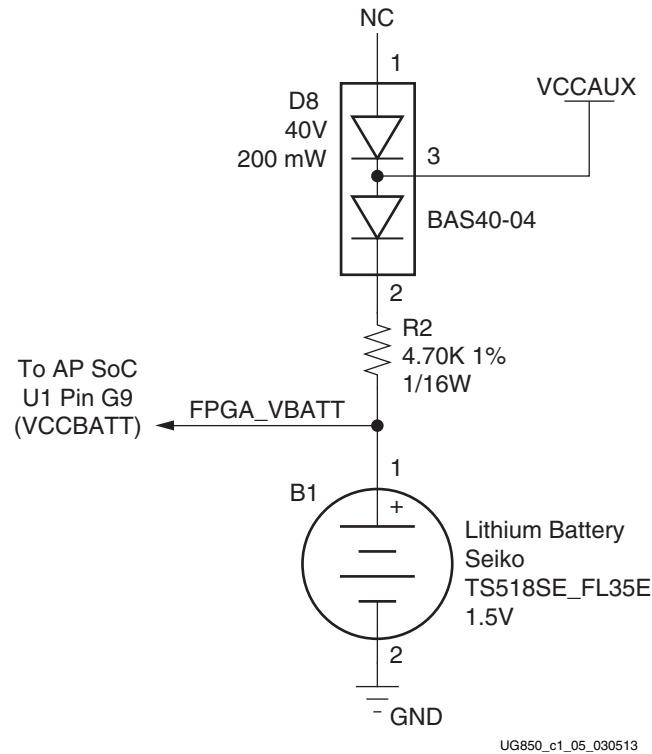 NC
1
D8
40V
200 mW
VCCAUX
3
BAS40-04
2
R2
4.70K 1%
1/16W
To AP SoC
U1 Pin G9
(VCCBATT)
FPGA_VBATT
1
B1
+
Lithium Battery
Seiko
TS518SE_FL35E
1.5V
2
GND
UG850_c1_05_030513